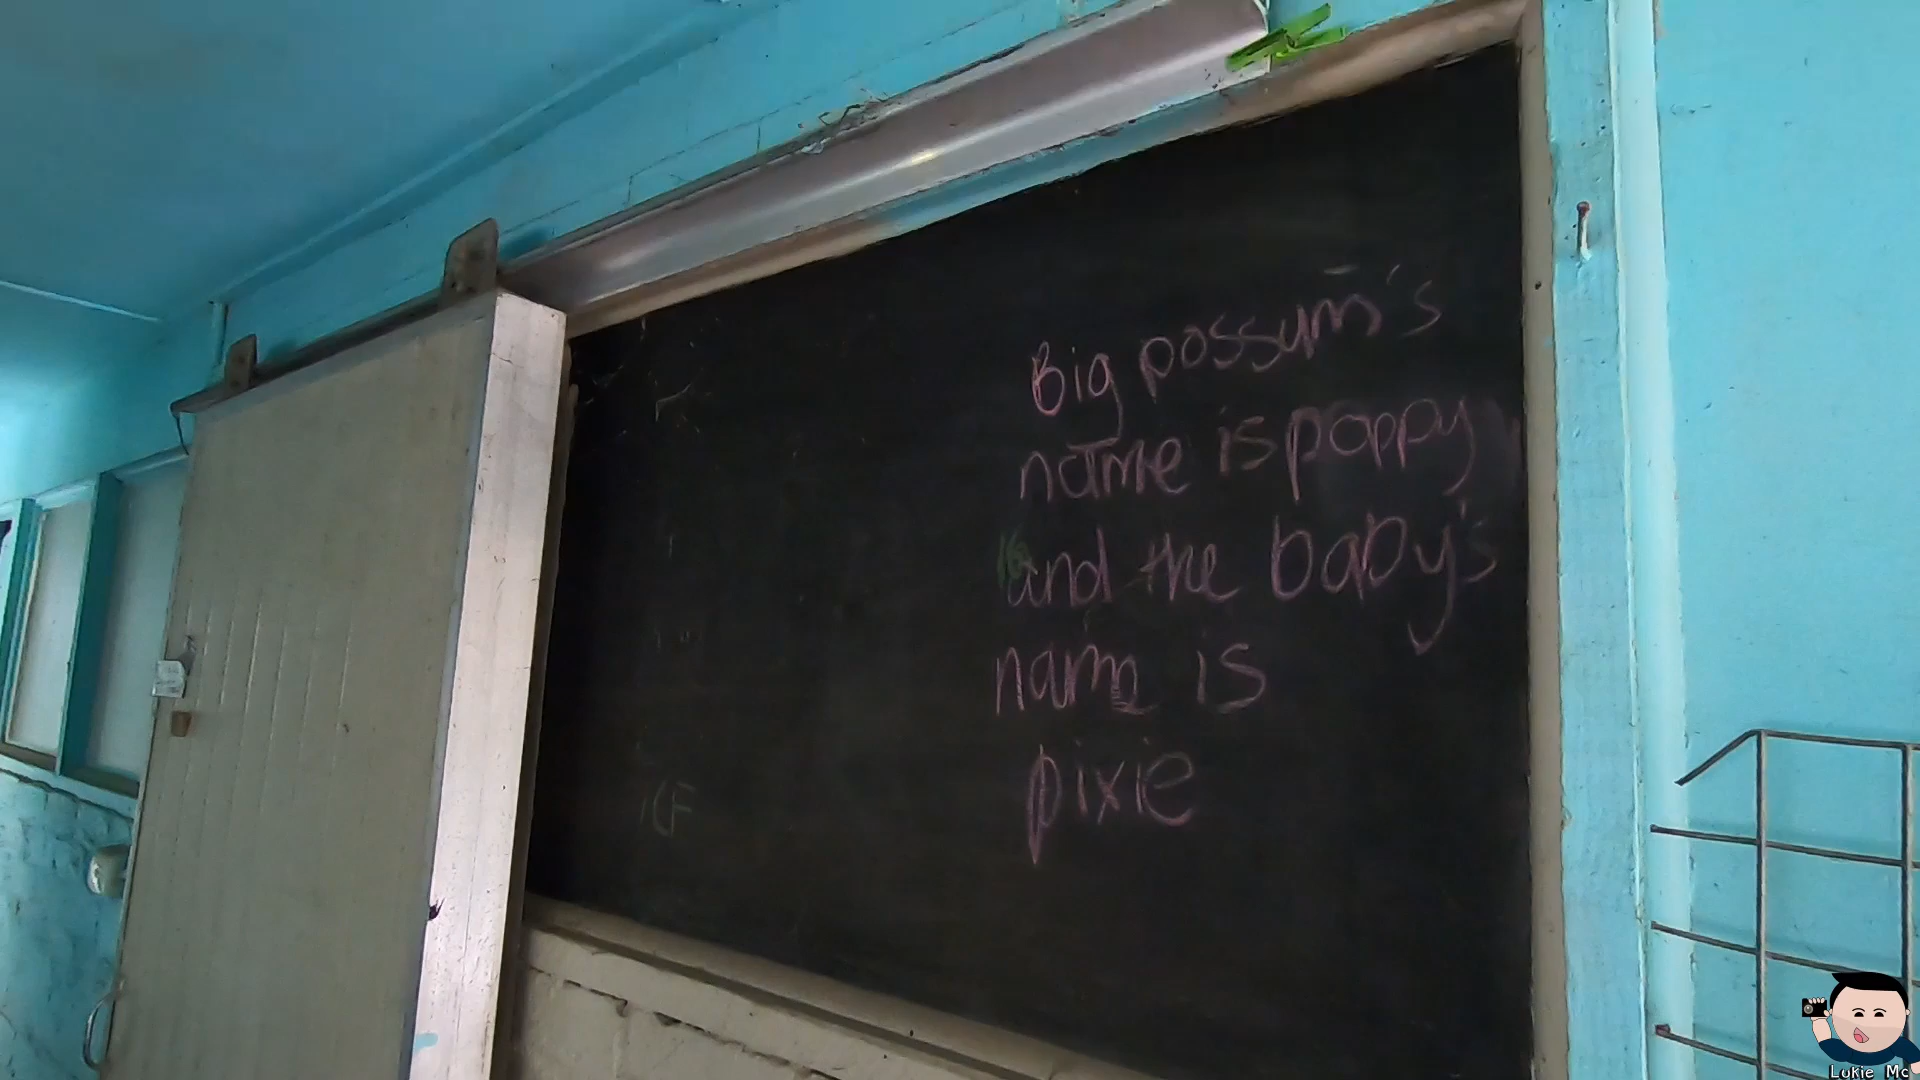 Big possum's
name is poppy
and the baby's
name is
pixie
Lukie Mc